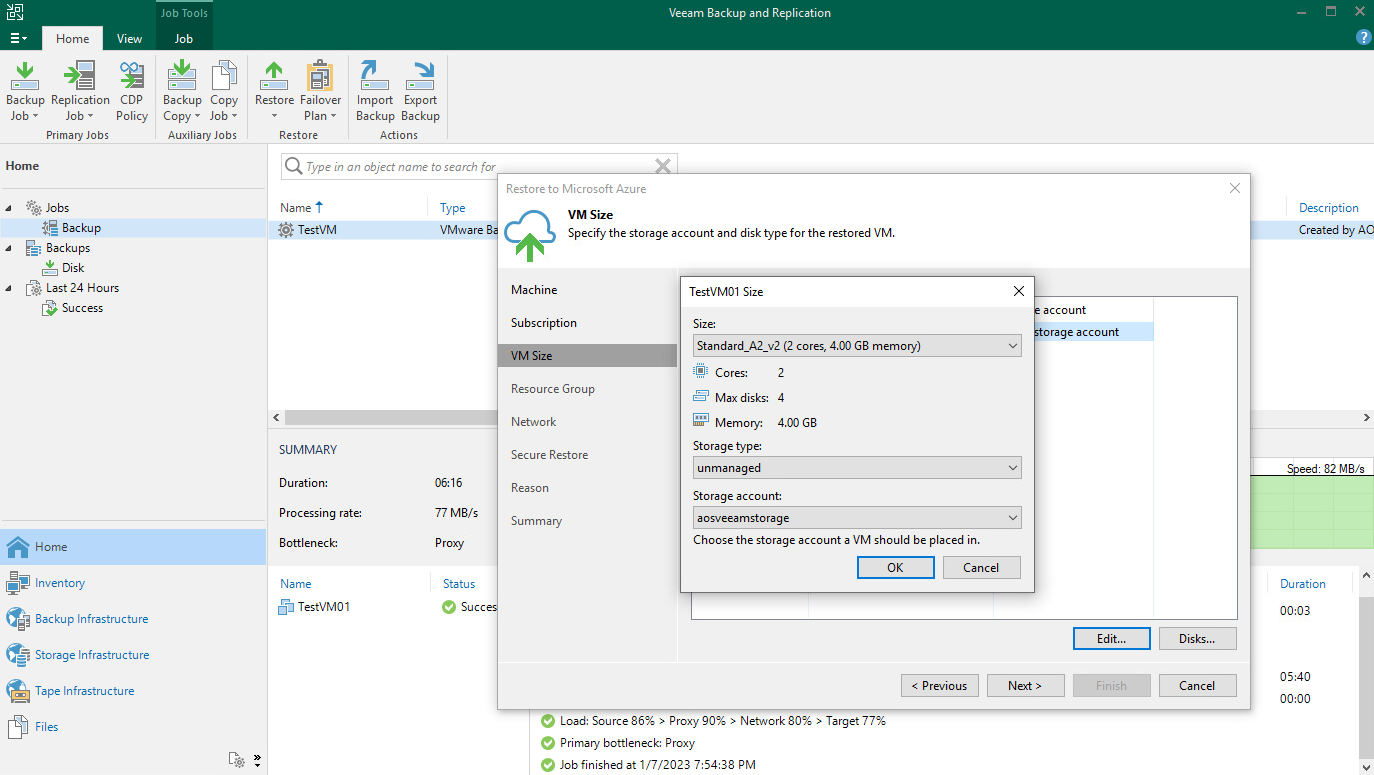 Job Tools
Veeam Backup and Replication
Home
View
Job
Backup Job
Replication Job
CDP Policy
Backup Copy
Copy Job
Restore
Failover Plan
Import Backup
Export Backup
Primary Jobs
Auxiliary Jobs
Restore
Actions
Home
Jobs
Backup
Backups
Disk
Last 24 Hours
Success
Home
Inventory
Backup Infrastructure
Storage Infrastructure
Tape Infrastructure
Files
Type in an object name to search for
Name
Type
Description
TestVM
VMware Ba
Created by AO
SUMMARY
Duration: 06:16
Processing rate: 77 MB/s
Bottleneck: Proxy
Speed: 82 MB/s
Name
Status
Duration
TestVM01
Succes
00:03
05:40
00:00
Load: Source 86% > Proxy 90% > Network 80% > Target 77%
Primary bottleneck: Proxy
Job finished at 1/7/2023 7:54:38 PM
Restore to Microsoft Azure
VM Size
Specify the storage account and disk type for the restored VM.
Machine
Subscription
VM Size
Resource Group
Network
Secure Restore
Reason
Summary
e account
storage account
Edit...
Disks...
< Previous
Next >
Finish
Cancel
TestVM01 Size
Size:
Standard_A2_v2 (2 cores, 4.00 GB memory)
Cores: 2
Max disks: 4
Memory: 4.00 GB
Storage type:
unmanaged
Storage account:
aosveeamstorage
Choose the storage account a VM should be placed in.
OK
Cancel